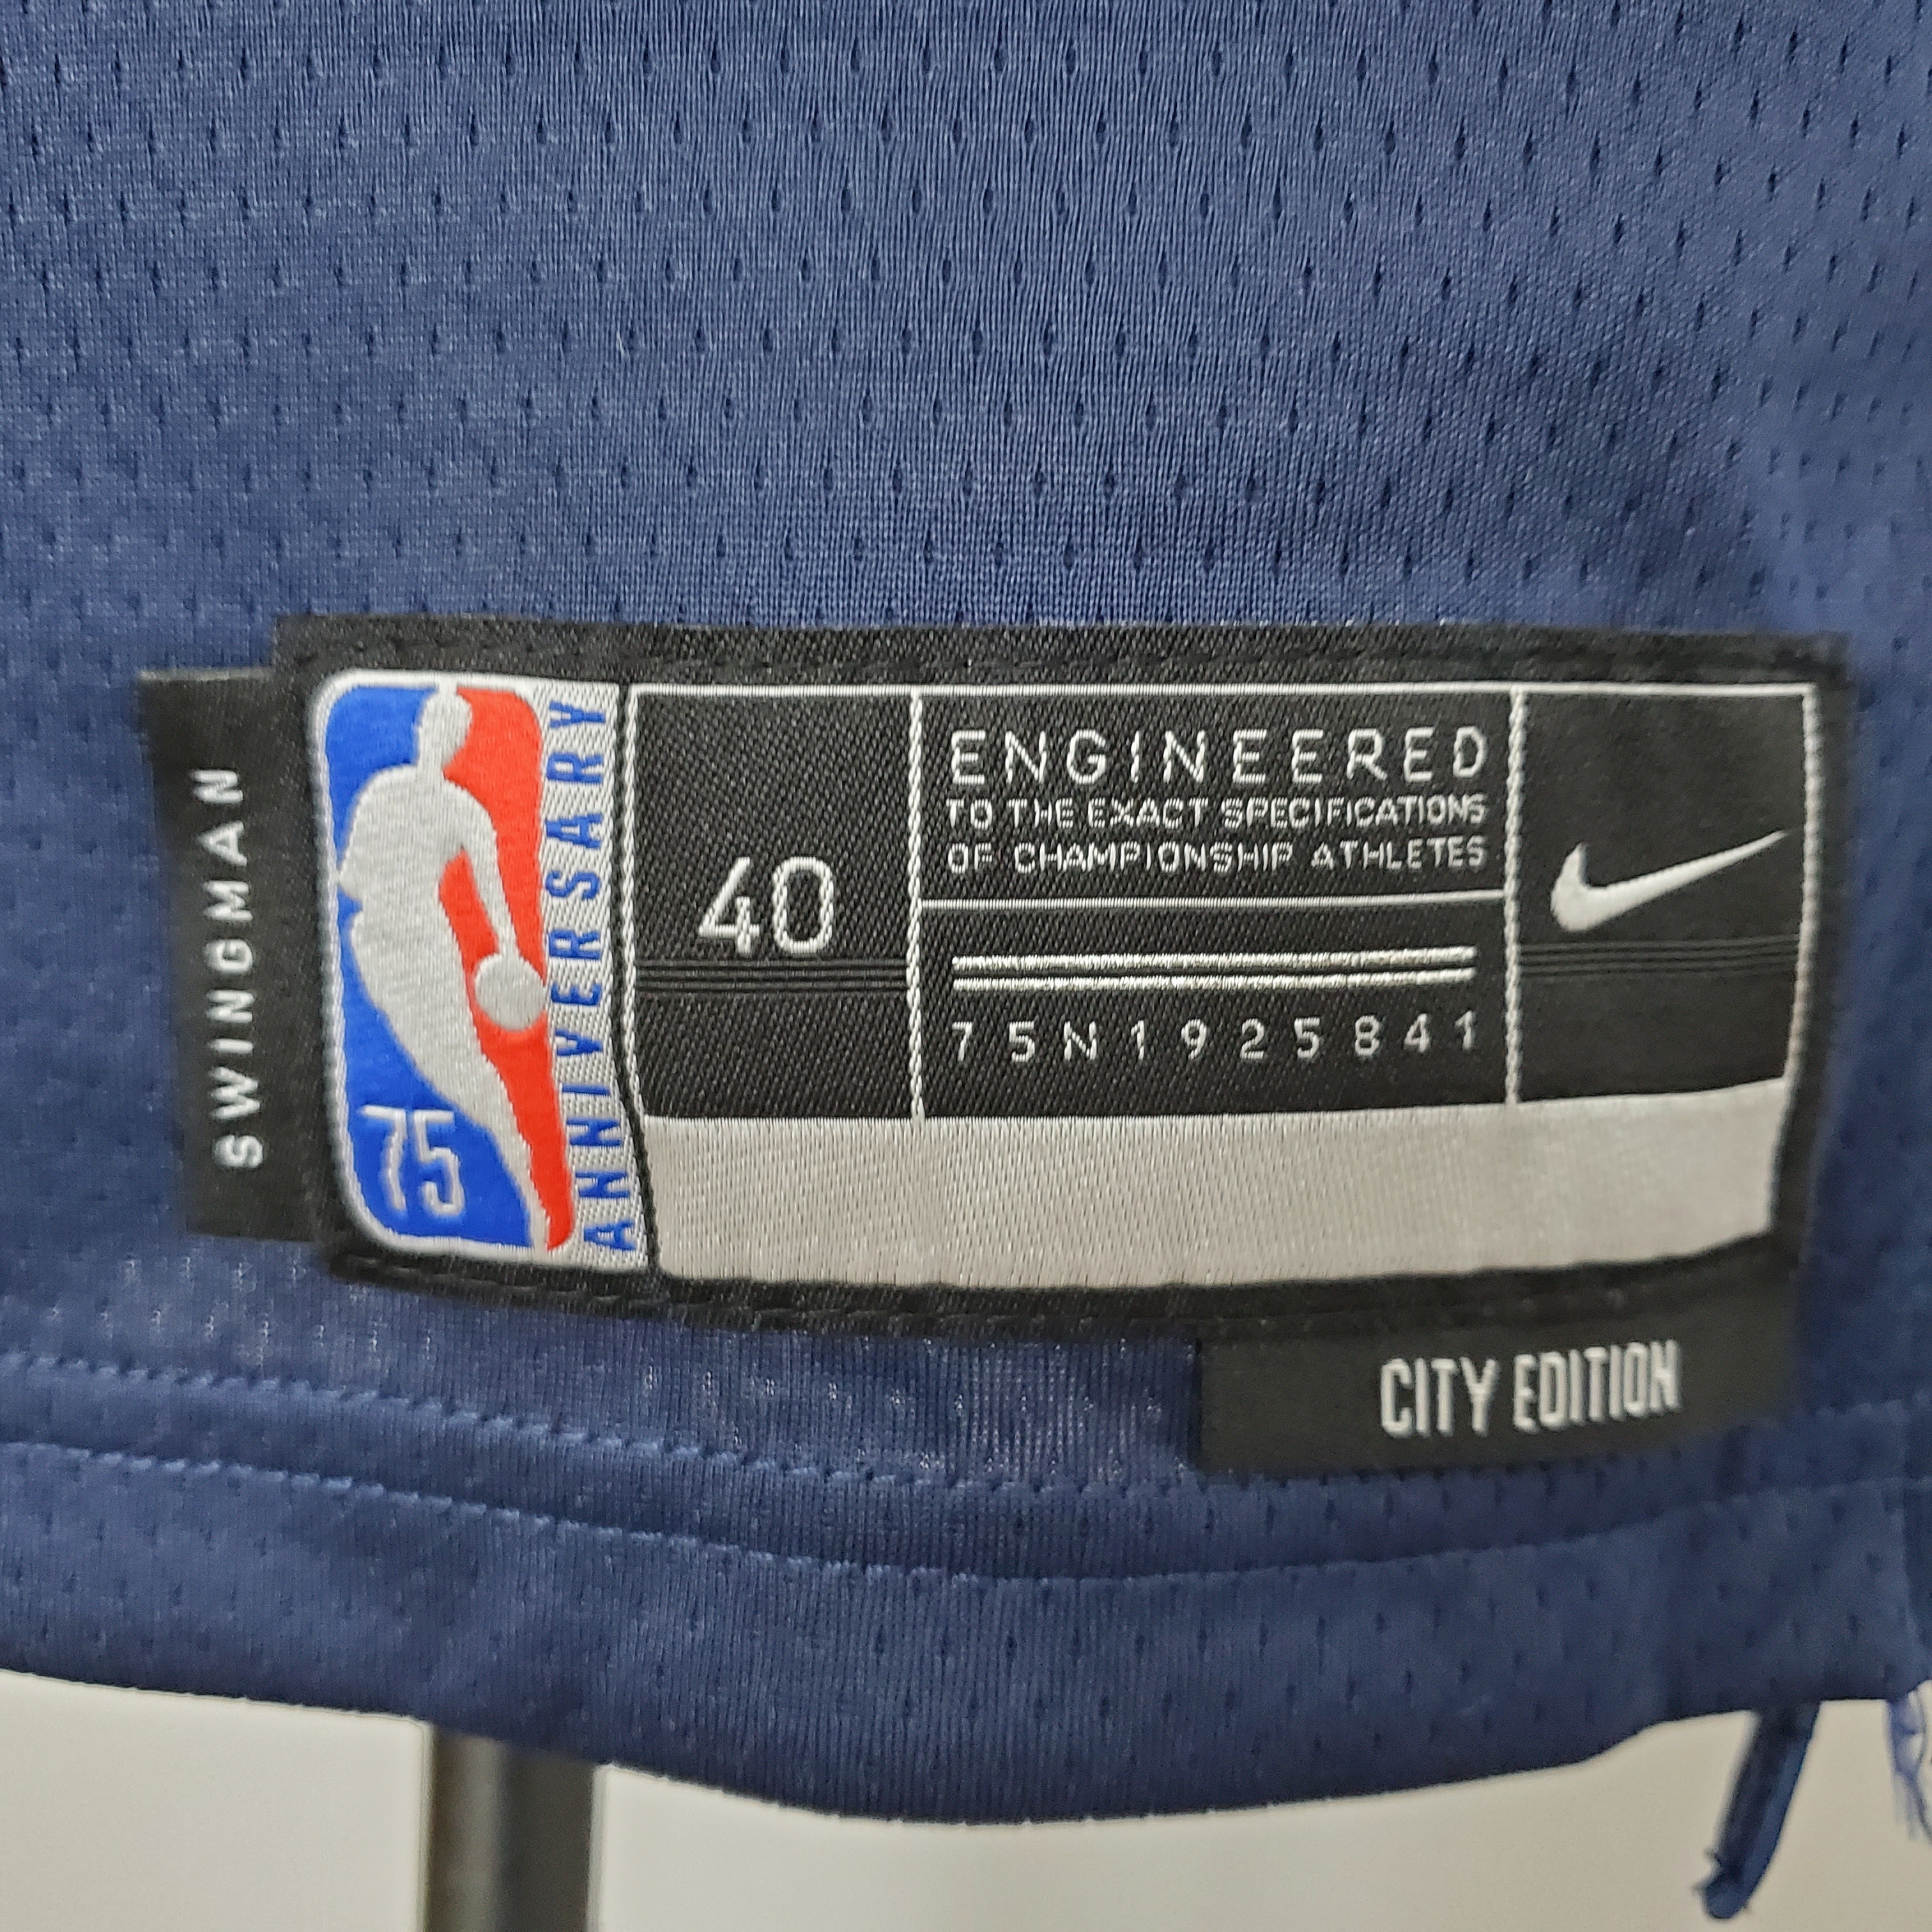 SWINGMAN
75
ANNIVERSARY
40
ENGINEERED
TO THE EXACT SPECIFICATIONS
OF CHAMPIONSHIP ATHLETES
75N1925841
CITY EDITION